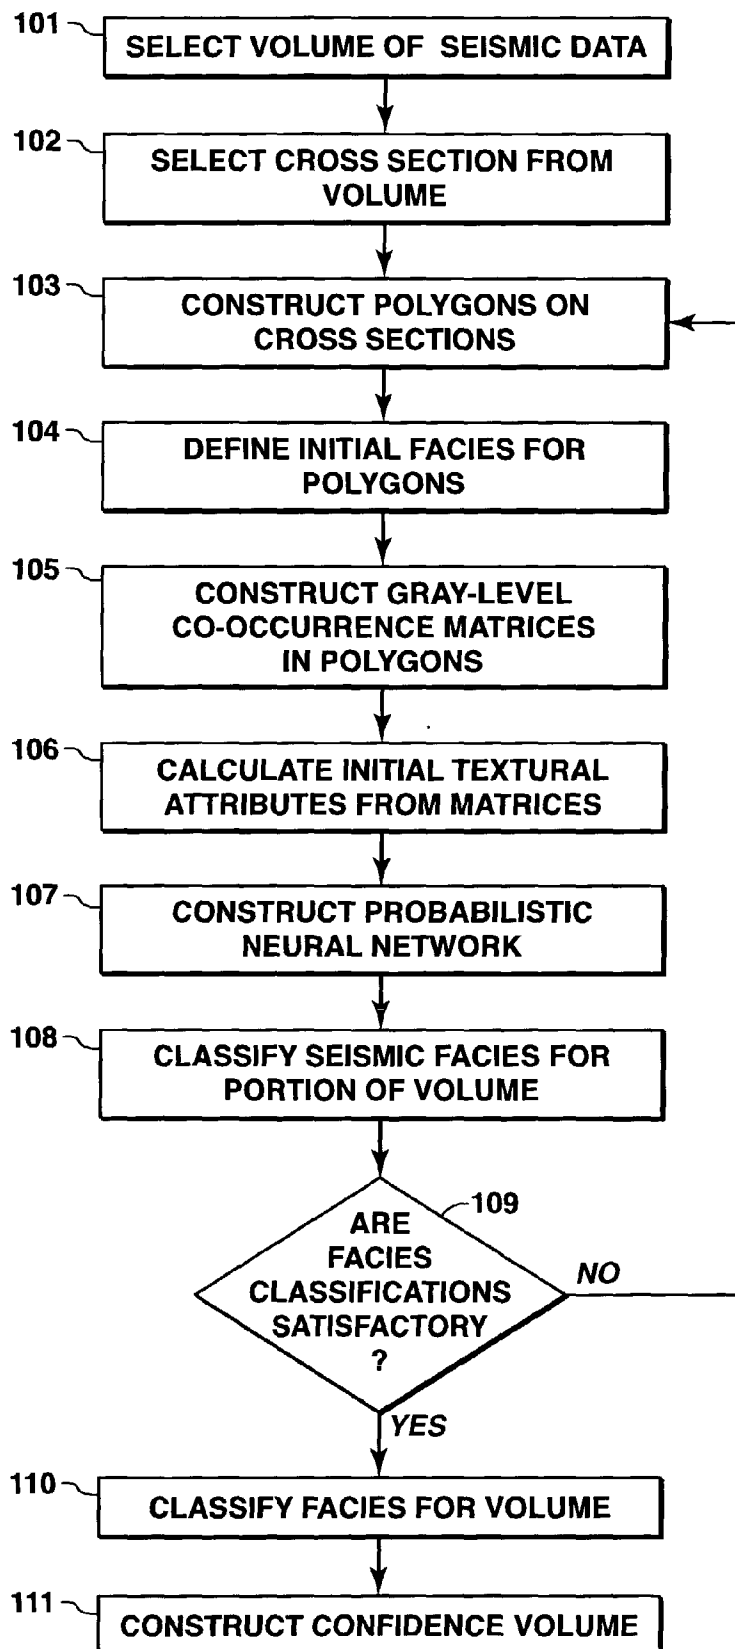 101
SELECT VOLUME OF SEISMIC DATA
102
SELECT CROSS SECTION FROM
VOLUME
103
CONSTRUCT POLYGONS ON
CROSS SECTIONS
104
DEFINE INITIAL FACIES FOR
POLYGONS
105
CONSTRUCT GRAY-LEVEL
CO-OCCURRENCE MATRICES
IN POLYGONS
106
CALCULATE INITIAL TEXTURAL
ATTRIBUTES FROM MATRICES
107
CONSTRUCT PROBABILISTIC
NEURAL NETWORK
108
CLASSIFY SEISMIC FACIES FOR
PORTION OF VOLUME
109
ARE
FACIES
CLASSIFICATIONS
SATISFACTORY
?
NO
YES
110
CLASSIFY FACIES FOR VOLUME
111
CONSTRUCT CONFIDENCE VOLUME